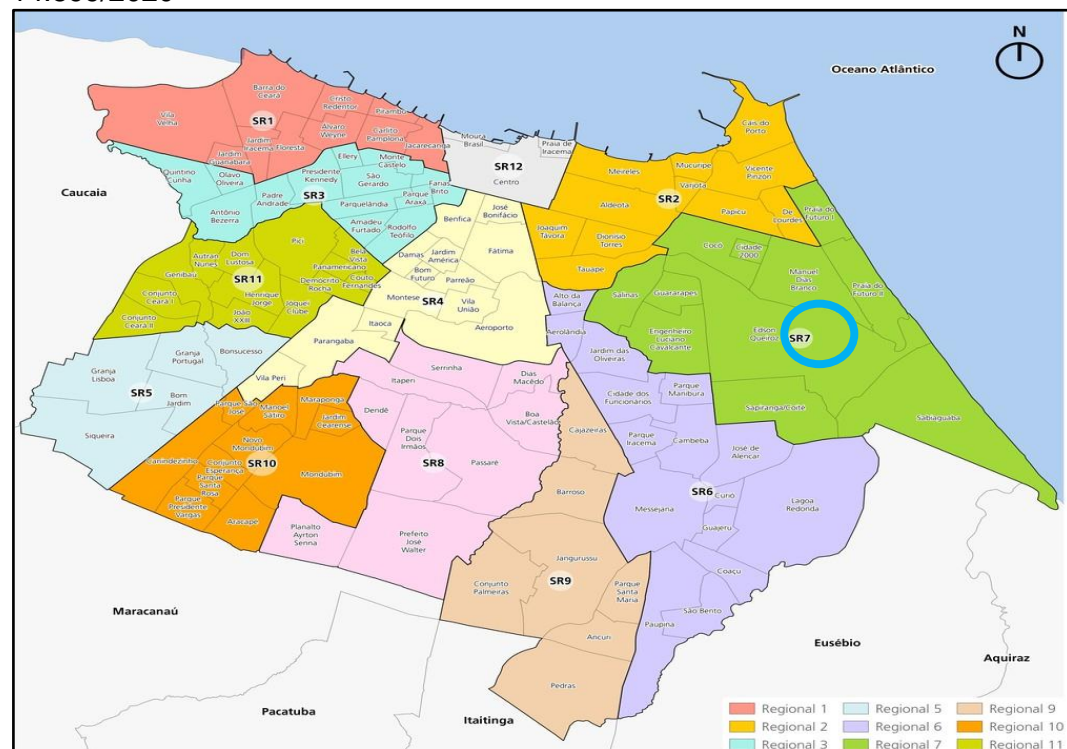 N
Oceano Atlântico
Barra do
Ceará
Vila
Velha
SR1
Cristo
Redentor
Pirambu
Álvaro
Weyne
Carlito
Pamplona
Jacarecanga
Jardim
Iracema
Floresta
Jardim
Guanabara
Moura
Brasil
Praia de
Iracema
SR12
Centro
Cais do
Porto
Meireles
Mucuripe
Varjota
Vicente
Pinzón
SR2
Aldeota
Papicu
De
Lourdes
Joaquim
Távora
Dionísio
Torres
Tauape
Praia do
Futuro I
Caucaia
Quintino
Cunha
Olavo
Oliveira
Antônio
Bezerra
Padre
Andrade
Presidente
Kennedy
SR3
Ellery
Monte
Castelo
São
Gerardo
Parquelândia
Parque
Araxá
Farias
Brito
Amadeu
Furtado
Rodolfo
Teófilo
Benfica
José
Bonifácio
Fátima
Damas
Jardim
América
Bom
Futuro
Parreão
Montese
SR4
Vila
União
Aeroporto
Itaoca
Parangaba
Vila Peri
Autran
Nunes
Dom
Lustosa
Pici
Bela
Vista
Panamericano
Couto
Fernandes
Genibaú
SR11
Henrique
Jorge
Demócrito
Rocha
Jóquei
Clube
João
XXIII
Conjunto
Ceará I
Conjunto
Ceará II
Cocó
Cidade
2000
Manuel
Dias
Branco
Praia do
Futuro II
Salinas
Guararapes
Engenheiro
Luciano
Cavalcante
Edson
Queiroz
SR7
Sapiranga/Coité
Sabiaguaba
Alto da
Balança
Aerolândia
Jardim das
Oliveiras
Cidade dos
Funcionários
Parque
Manibura
Parque
Iracema
Cambeba
José de
Alencar
SR6
Curió
Messejana
Guajeru
Lagoa
Redonda
Coaçu
São Bento
Paupina
Granja
Portugal
Bonsucesso
Granja
Lisboa
SR5
Bom
Jardim
Siqueira
Parque São
José
Manoel
Sátiro
Maraponga
Jardim
Cearense
Novo
Mondubim
Canindezinho
Conjunto
Esperança
SR10
Mondubim
Parque
Santa
Rosa
Parque
Presidente
Vargas
Aracapé
Serrinha
Itaperi
Dias
Macêdo
Dendê
Boa
Vista/Castelão
Parque
Dois
Irmãos
SR8
Passaré
Planalto
Ayrton
Senna
Prefeito
José
Walter
Cajazeiras
Barroso
Jangurussu
Conjunto
Palmeiras
SR9
Parque
Santa
Maria
Ancuri
Pedras
Maracanaú
Pacatuba
Itaitinga
Eusébio
Aquiraz
Regional 1
Regional 5
Regional 9
Regional 2
Regional 6
Regional 10
Regional 3
Regional 7
Regional 11